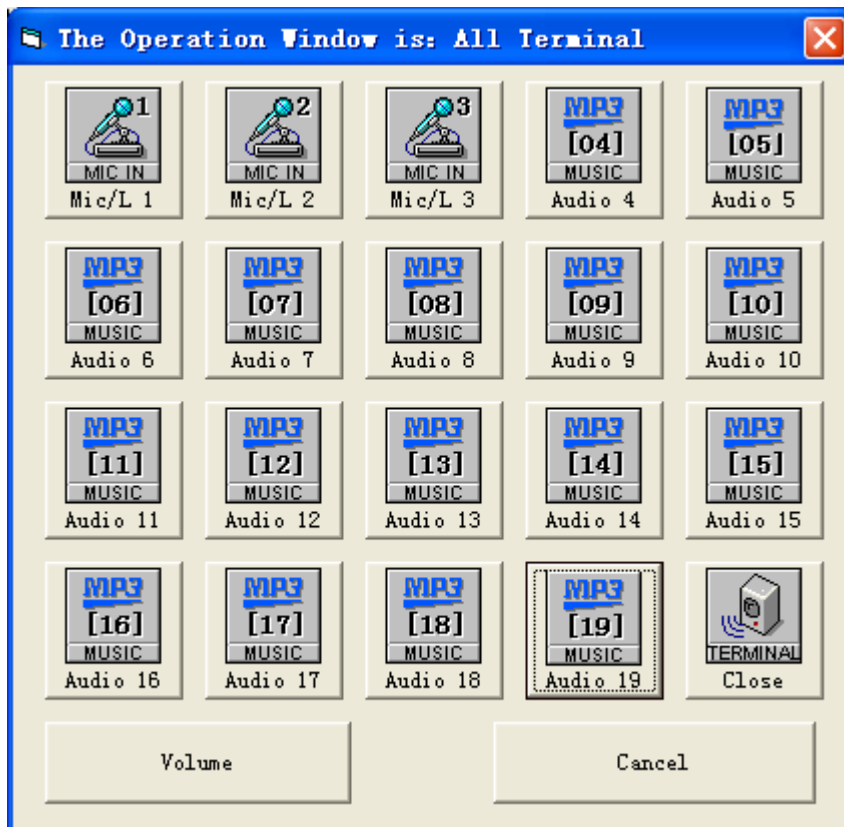 The Operation Window is: All Terminal
1 2 3 MP3 MP3
[04] [05]
MIC IN MIC IN MIC IN MUSIC MUSIC
Mic/L 1 Mic/L 2 Mic/L 3 Audio 4 Audio 5
MP3 MP3 MP3 MP3 MP3
[06] [07] [08] [09] [10]
MUSIC MUSIC MUSIC MUSIC MUSIC
Audio 6 Audio 7 Audio 8 Audio 9 Audio 10
MP3 MP3 MP3 MP3 MP3
[11] [12] [13] [14] [15]
MUSIC MUSIC MUSIC MUSIC MUSIC
Audio 11 Audio 12 Audio 13 Audio 14 Audio 15
MP3 MP3 MP3 MP3
[16] [17] [18] [19]
MUSIC MUSIC MUSIC MUSIC TERMINAL
Audio 16 Audio 17 Audio 18 Audio 19 Close
Volume Cancel